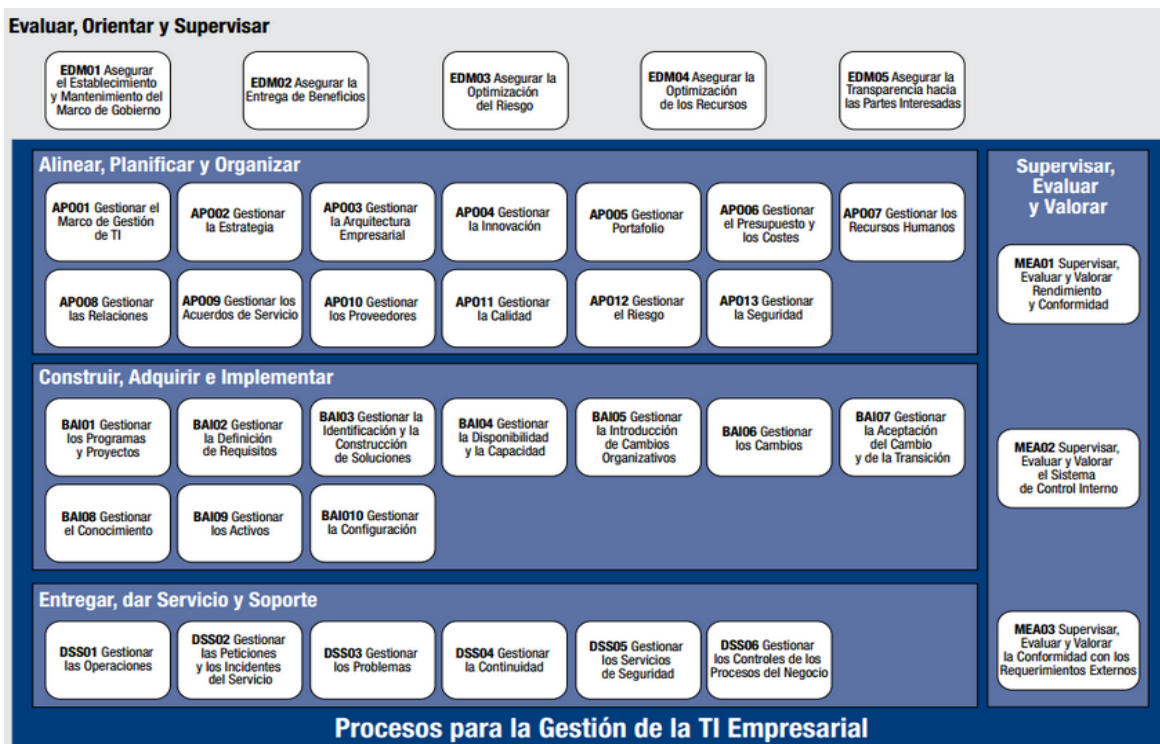 Evaluar, Orientar y Supervisar
EDM01 Asegurar
el Establecimiento
y Mantenimiento del
Marco de Gobierno
EDM02 Asegurar la
Entrega de Beneficios
EDM03 Asegurar la
Optimización
del Riesgo
EDM04 Asegurar la
Optimización
de los Recursos
EDM05 Asegurar la
Transparencia hacia
las Partes Interesadas
Alinear, Planificar y Organizar
APO01 Gestionar el
Marco de Gestión
de TI
APO02 Gestionar
la Estrategia
APO03 Gestionar
la Arquitectura
Empresarial
APO04 Gestionar
la Innovación
APO05 Gestionar
Portafolio
APO06 Gestionar
el Presupuesto y
los Costes
APO07 Gestionar los
Recursos Humanos
APO08 Gestionar
las Relaciones
APO09 Gestionar los
Acuerdos de Servicio
APO10 Gestionar
los Proveedores
APO11 Gestionar
la Calidad
APO12 Gestionar
el Riesgo
APO13 Gestionar
la Seguridad
Construir, Adquirir e Implementar
BAI01 Gestionar
los Programas
y Proyectos
BAI02 Gestionar
la Definición
de Requisitos
BAI03 Gestionar la
Identificación y la
Construcción
de Soluciones
BAI04 Gestionar
la Disponibilidad
y la Capacidad
BAI05 Gestionar
la Introducción
de Cambios
Organizativos
BAI06 Gestionar
los Cambios
BAI07 Gestionar
la Aceptación
del Cambio
y de la Transición
BAI08 Gestionar
el Conocimiento
BAI09 Gestionar
los Activos
BAI010 Gestionar
la Configuración
Entregar, dar Servicio y Soporte
DSS01 Gestionar
las Operaciones
DSS02 Gestionar
las Peticiones
y los Incidentes
del Servicio
DSS03 Gestionar
los Problemas
DSS04 Gestionar
la Continuidad
DSS05 Gestionar
los Servicios
de Seguridad
DSS06 Gestionar
los Controles de los
Procesos del Negocio
Supervisar,
Evaluar
y Valorar
MEA01 Supervisar,
Evaluar y Valorar
Rendimiento
y Conformidad
MEA02 Supervisar,
Evaluar y Valorar
el Sistema
de Control Interno
MEA03 Supervisar,
Evaluar y Valorar
la Conformidad con los
Requerimientos Externos
Procesos para la Gestión de la TI Empresarial